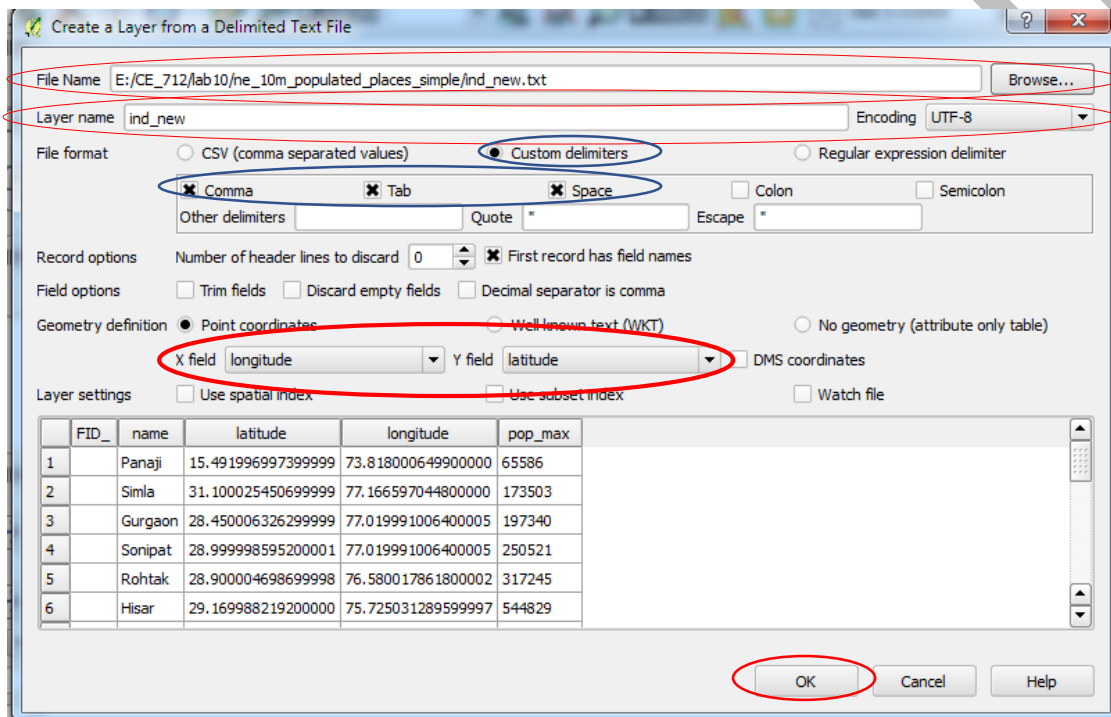 Create a Layer from a Delimited Text File
File Name E:/CE_712/lab10/ne_10m_populated_places_simple/ind_new.txt Browse...
Layer name ind_new Encoding UTF-8
File format CSV (comma separated values) Custom delimiters Regular expression delimiter
Comma Tab Space Colon Semicolon
Other delimiters Quote " Escape "
Record options Number of header lines to discard 0 First record has field names
Field options Trim fields Discard empty fields Decimal separator is comma
Geometry definition Point coordinates Well known text (WKT) No geometry (attribute only table)
X field longitude Y field latitude DMS coordinates
Layer settings Use spatial index Use subset index Watch file
FID_ name latitude longitude pop_max
1 Panaji 15.491996997399999 73.818000649900000 65586
2 Simla 31.100025450699999 77.166597044800000 173503
3 Gurgaon 28.450006326299999 77.019991006400005 197340
4 Sonipat 28.999998595200001 77.019991006400005 250521
5 Rohtak 28.900004698699998 76.580017861800002 317245
6 Hisar 29.169988219200000 75.725031289599997 544829
OK Cancel Help